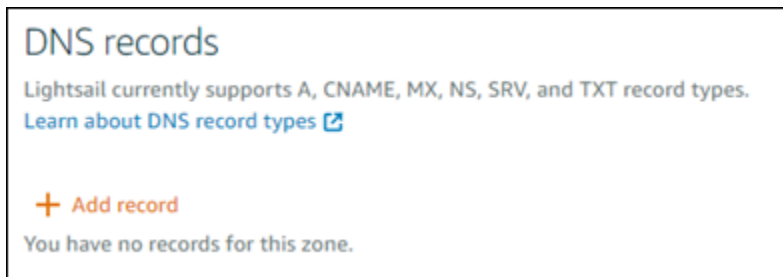 DNS records
Lightsail currently supports A, CNAME, MX, NS, SRV, and TXT record types.
Learn about DNS record types
+ Add record
You have no records for this zone.